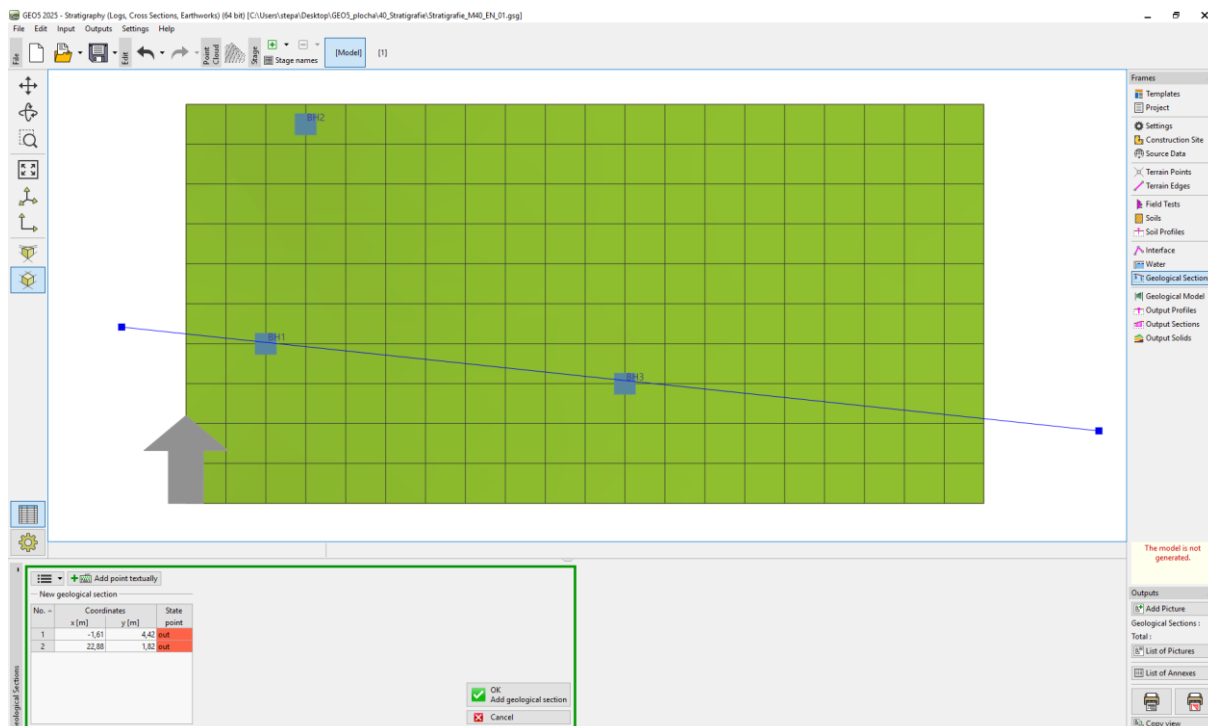 GEO5 2025 - Stratigraphy (Logs, Cross Sections, Earthworks) (64 bit) [C:\Users\stepa\Desktop\GEO5_plocha\40_Stratigrafie\Stratigrafie_M40_EN_01.gsg]
File Edit Input Outputs Settings Help
File
Edit
Point Cloud
Stage
Stage names
[Model]
[1]
Frames
Templates
Project
Settings
Construction Site
Source Data
Terrain Points
Terrain Edges
Field Tests
Soils
Soil Profiles
Interface
Water
Geological Section
Geological Model
Output Profiles
Output Sections
Output Solids
BH2
BH1
BH3
The model is not
generated.
Outputs
Add Picture
Geological Sections :
Total :
List of Pictures
List of Annexes
Copy view
Geological Sections
Add point textually
New geological section
No. Coordinates State
x [m] y [m] point
1 -1,61 4,42 out
2 22,88 1,82 out
OK
Add geological section
Cancel